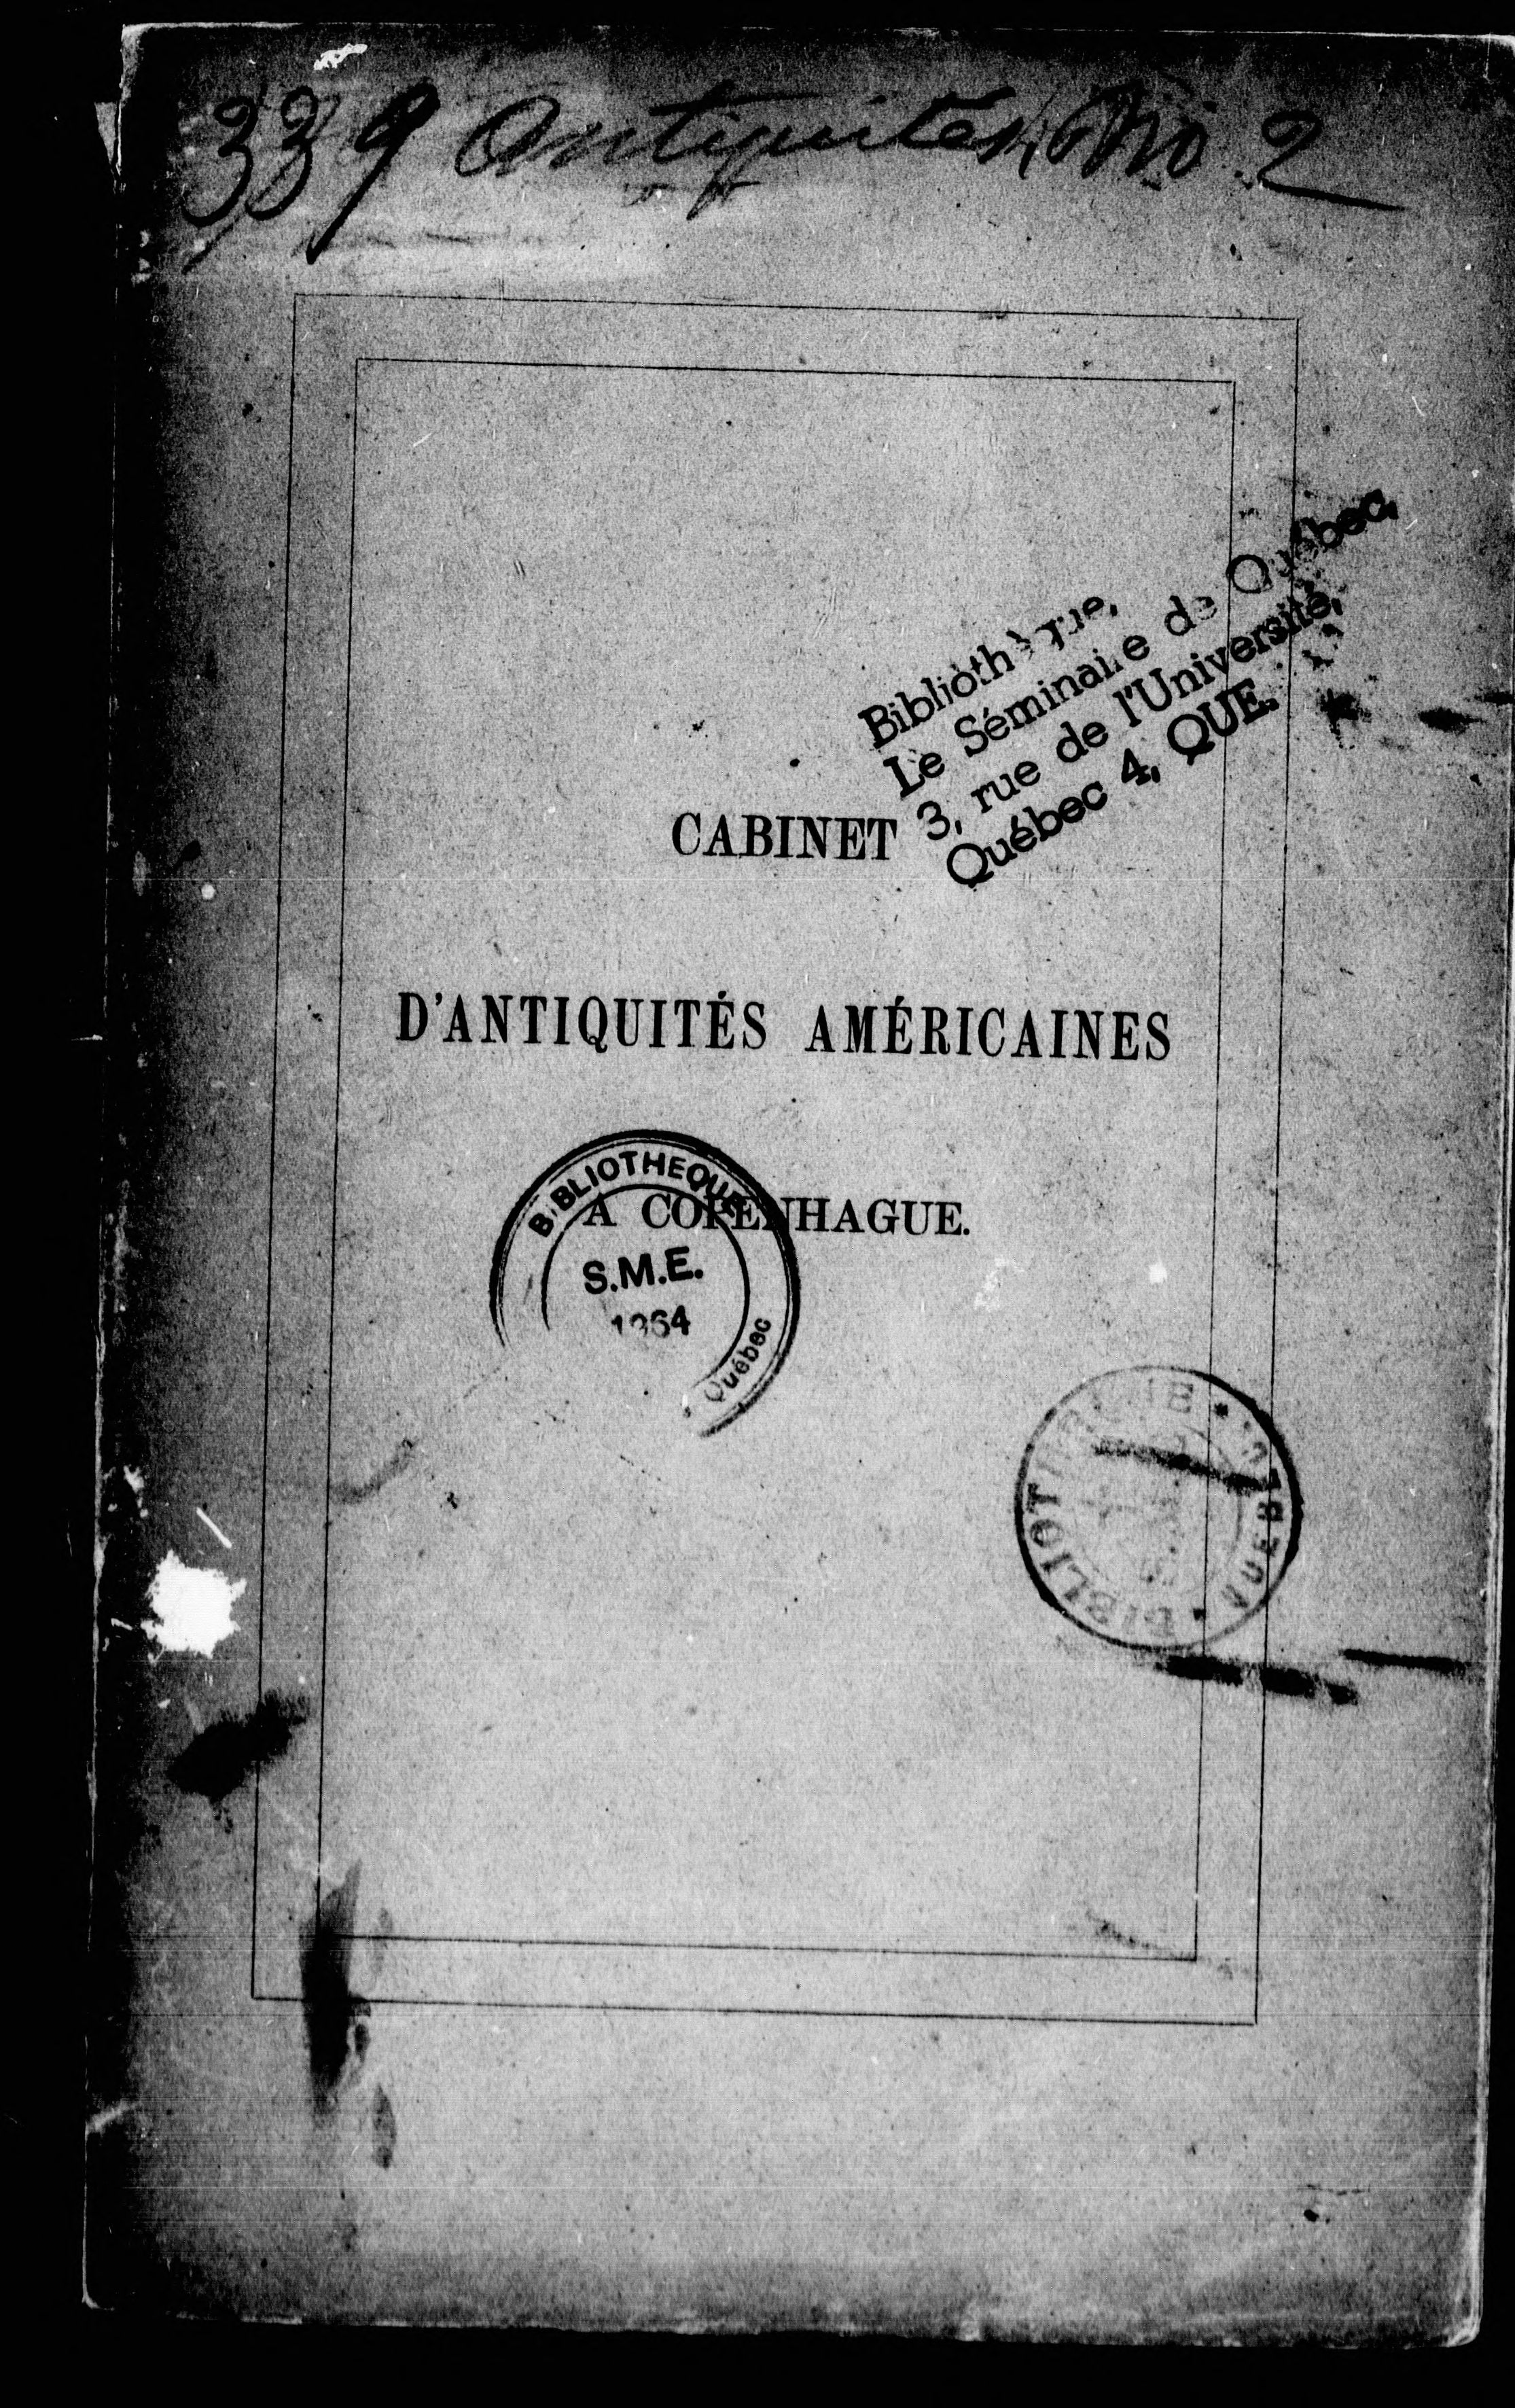 339 Antiquités, No 2
Bibliothèque,
Le Séminaire de Québec,
3, rue de l'Université,
Québec 4, QUE.
CABINET
D'ANTIQUITÉS AMÉRICAINES
A COPENHAGUE.
BIBLIOTHEQUE
S.M.E.
1964
Québec